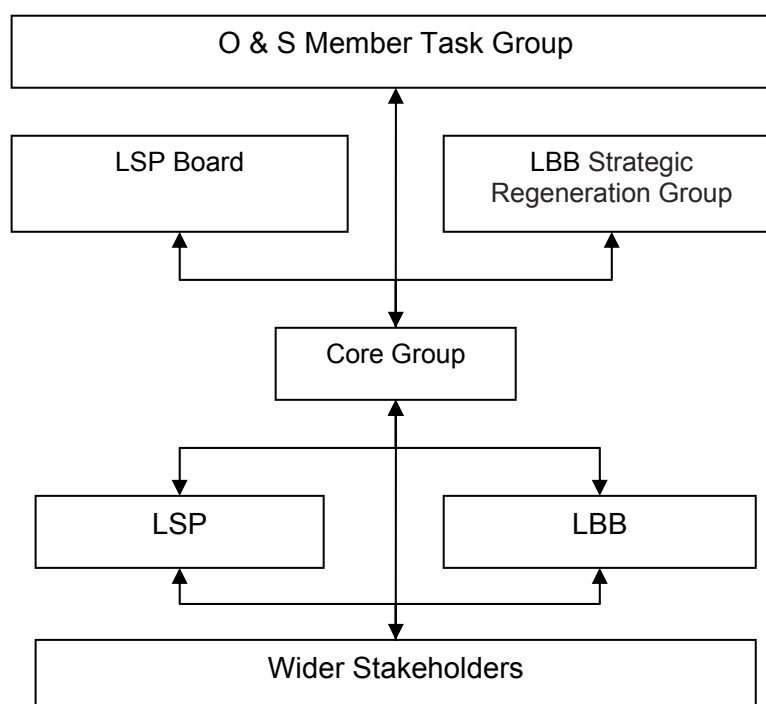 O & S Member Task Group
LSP Board
LBB Strategic
Regeneration Group
Core Group
LSP
LBB
Wider Stakeholders